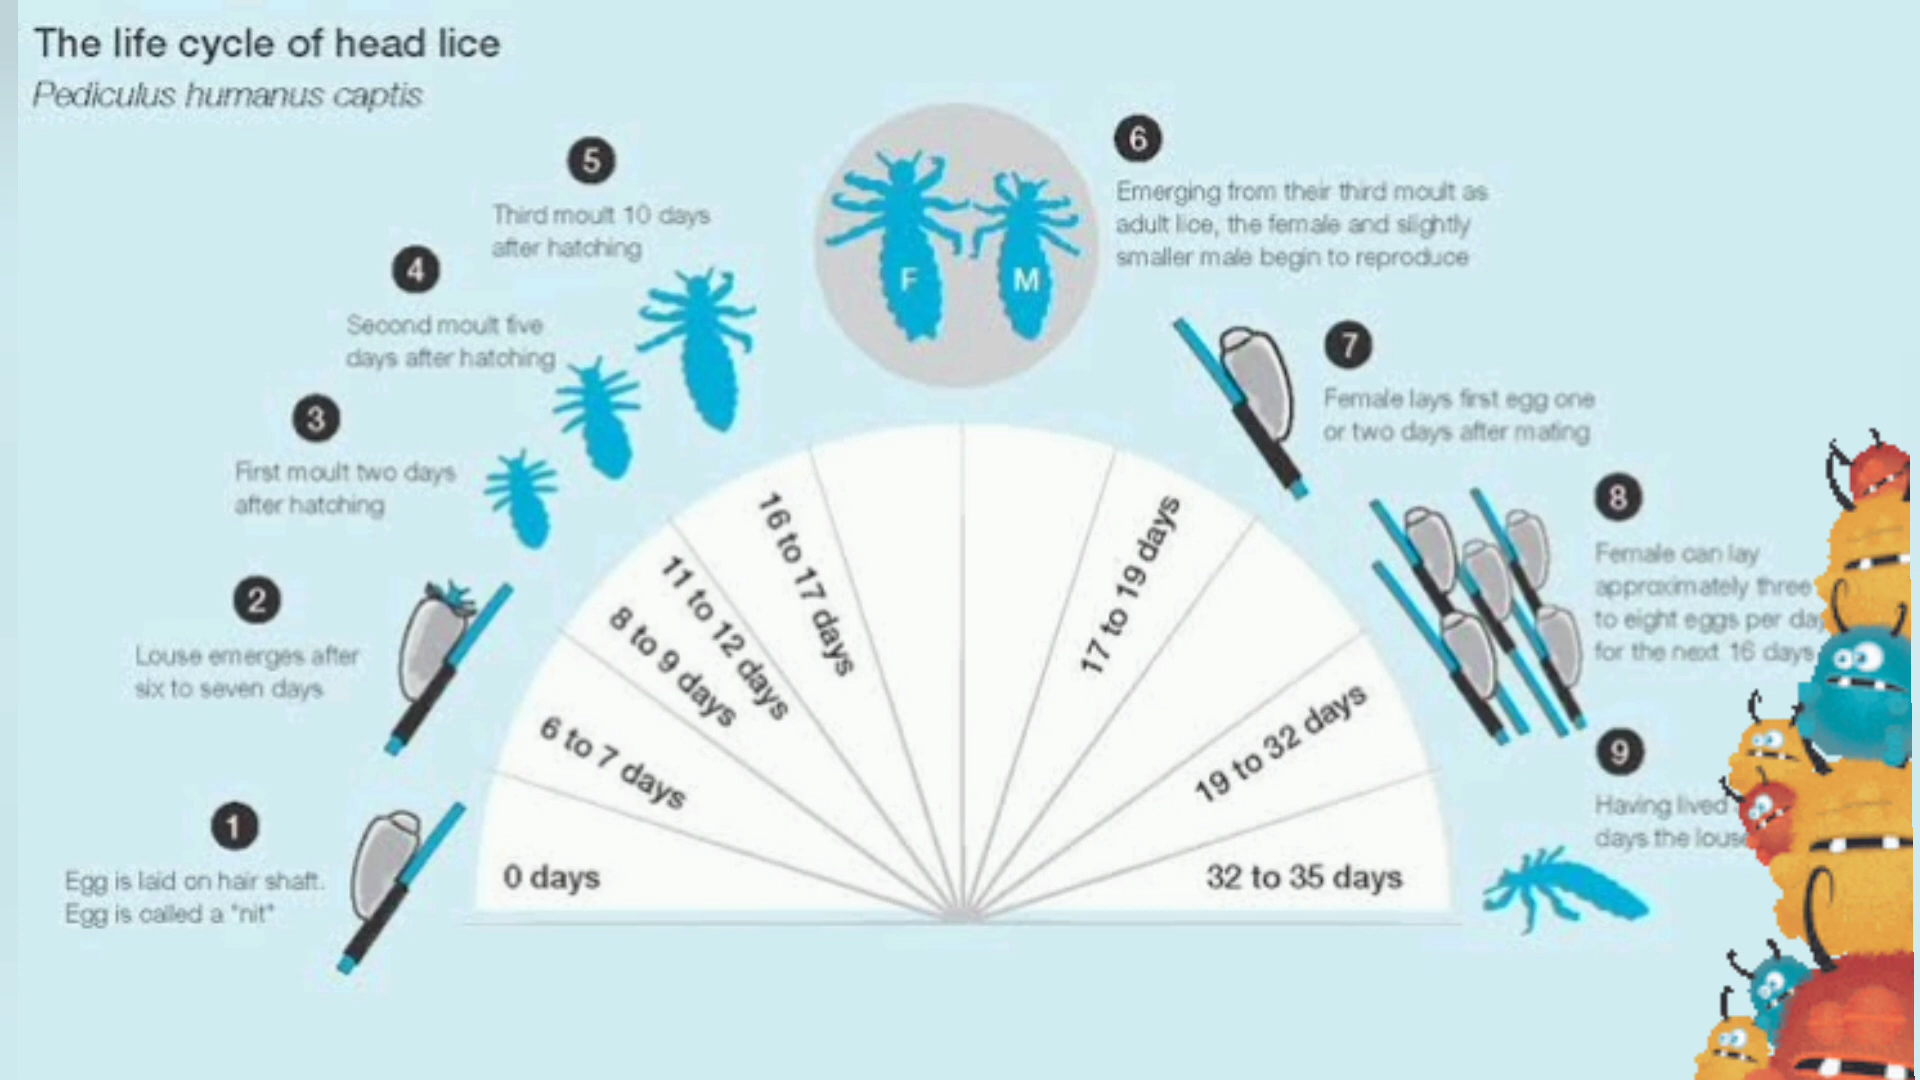 The life cycle of head lice
Pediculus humanus captis
1
Egg is laid on hair shaft.
Egg is called a "nit"
2
Louse emerges after
six to seven days
3
First moult two days
after hatching
4
Second moult five
days after hatching
5
Third moult 10 days
after hatching
F
M
6
Emerging from their third moult as
adult lice, the female and slightly
smaller male begin to reproduce
7
Female lays first egg one
or two days after mating
8
Female can lay
approximately three
to eight eggs per day
for the next 16 days
9
Having lived
days the louse
0 days
6 to 7 days
8 to 9 days
11 to 12 days
16 to 17 days
17 to 19 days
19 to 32 days
32 to 35 days